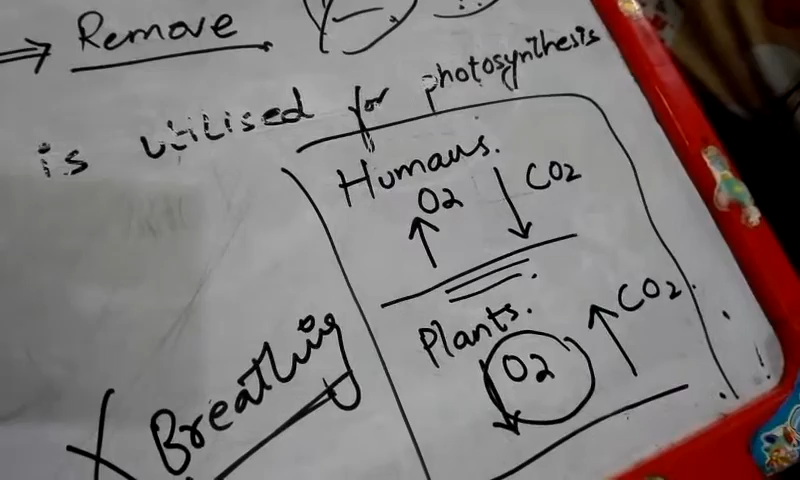 ⇒ Remove
is utilised for photosynthesis
Humans.
↑ O2 ↓ CO2
Plants.
↓ O2 ↑ CO2
Breathing